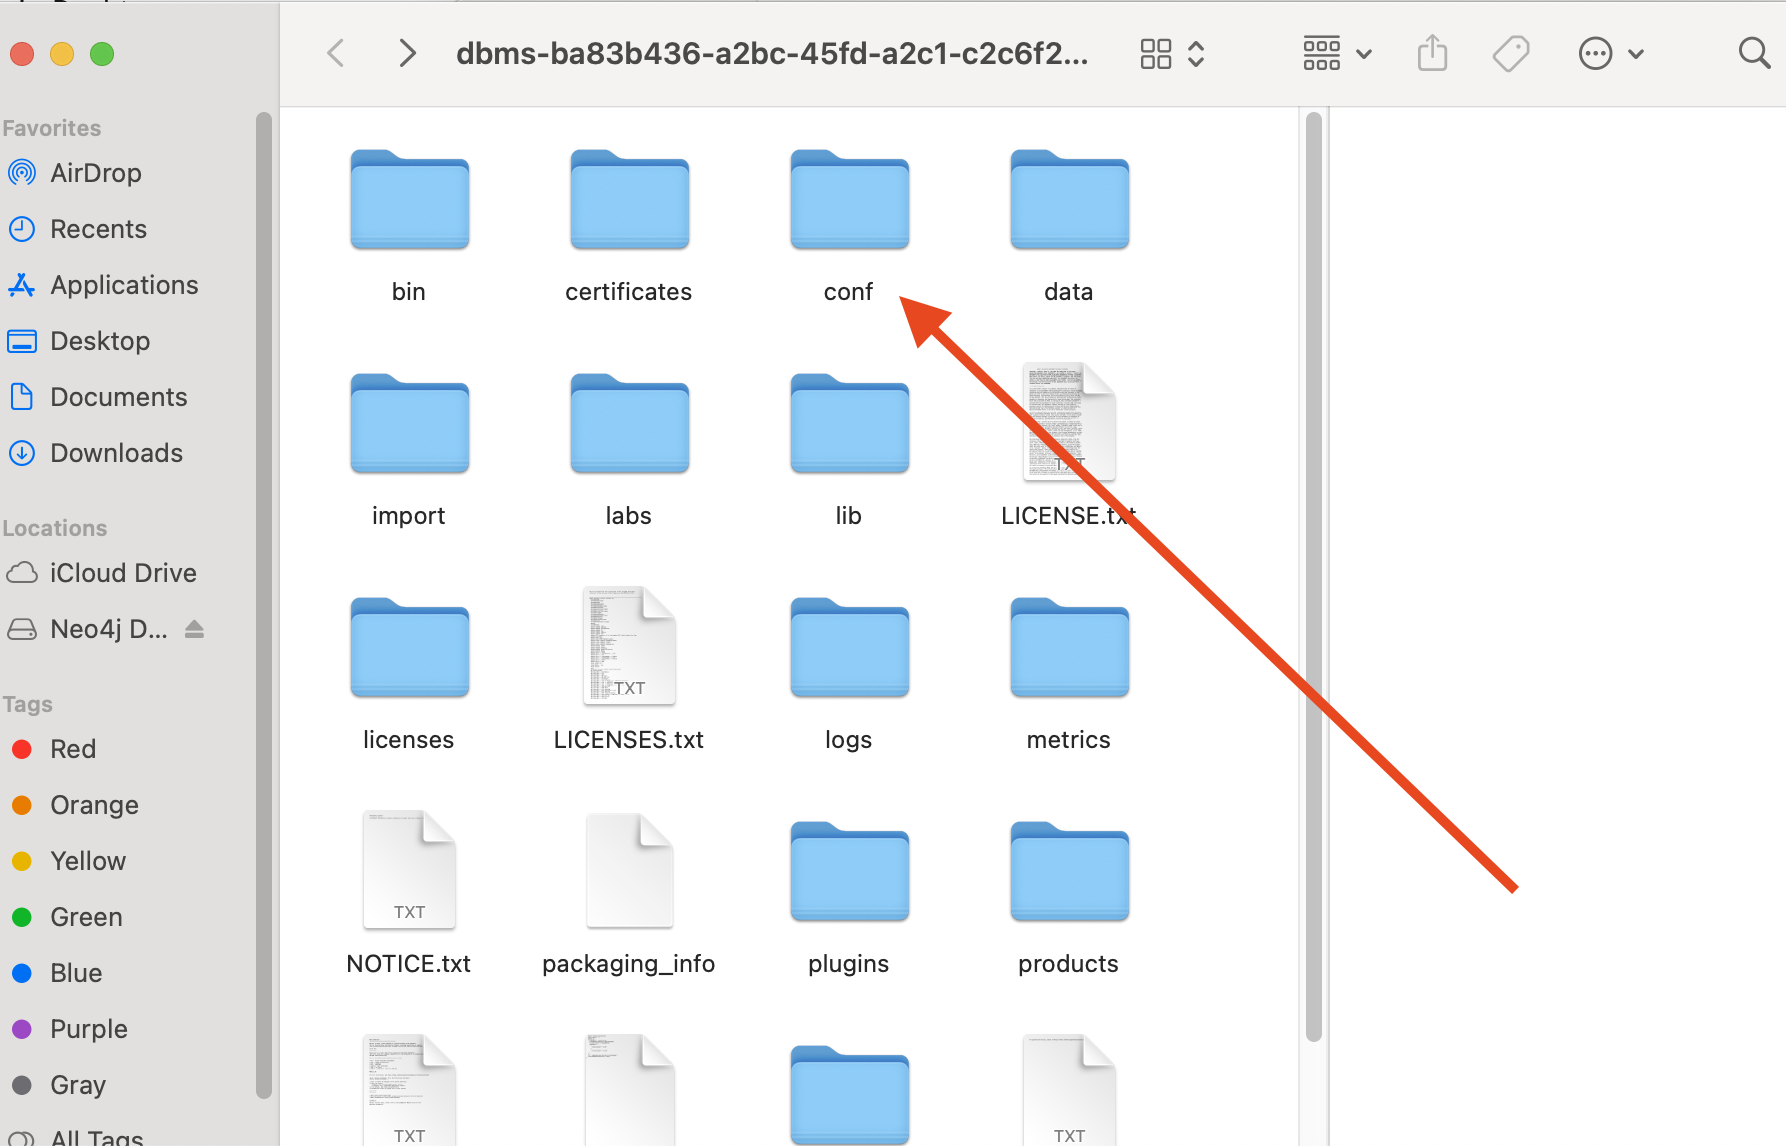 dbms-ba83b436-a2bc-45fd-a2c1-c2c6f2...
Favorites
AirDrop
Recents
Applications
Desktop
Documents
Downloads
Locations
iCloud Drive
Neo4j D...
Tags
Red
Orange
Yellow
Green
Blue
Purple
Gray
All Tags
bin
certificates
conf
data
TXT
import
labs
lib
LICENSE.txt
TXT
licenses
LICENSES.txt
logs
metrics
TXT
NOTICE.txt
packaging_info
plugins
products
TXT
TXT